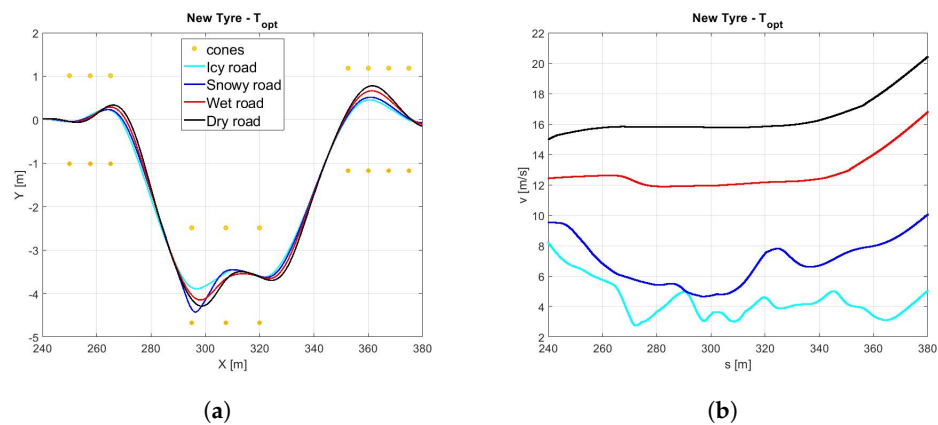 New Tyre - T_opt
2
1
0
-1
-2
-3
-4
-5
Y [m]
cones
Icy road
Snowy road
Wet road
Dry road
240 260 280 300 320 340 360 380
X [m]
(a)
New Tyre - T_opt
22
20
18
16
14
12
10
8
6
4
2
v [m/s]
240 260 280 300 320 340 360 380
s [m]
(b)